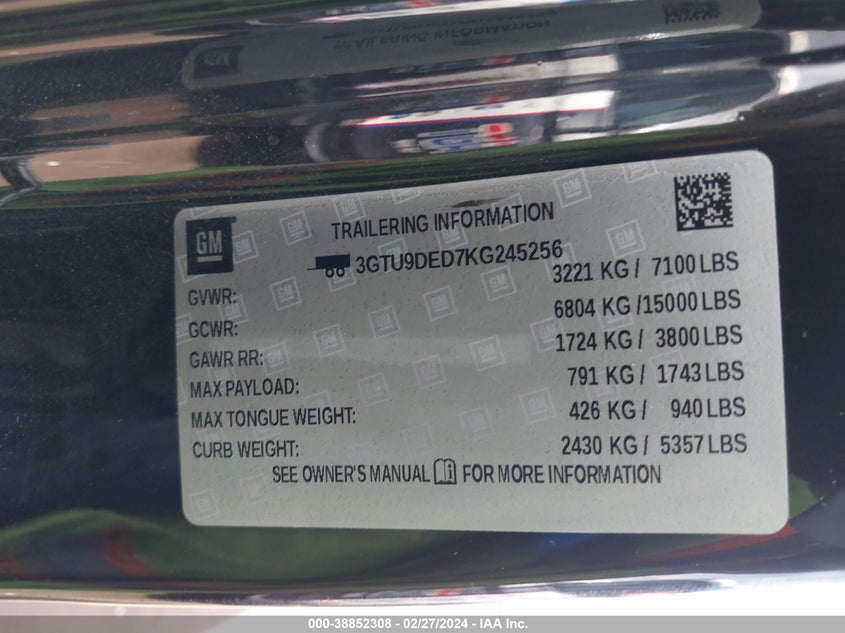 GM
TRAILERING INFORMATION
3GTU9DED7KG245256
GVWR: 3221 KG / 7100 LBS
GCWR: 6804 KG /15000 LBS
GAWR RR: 1724 KG / 3800 LBS
MAX PAYLOAD: 791 KG / 1743 LBS
MAX TONGUE WEIGHT: 426 KG / 940 LBS
CURB WEIGHT: 2430 KG / 5357 LBS
SEE OWNER'S MANUAL FOR MORE INFORMATION
000-38852308 - 02/27/2024 - IAA Inc.